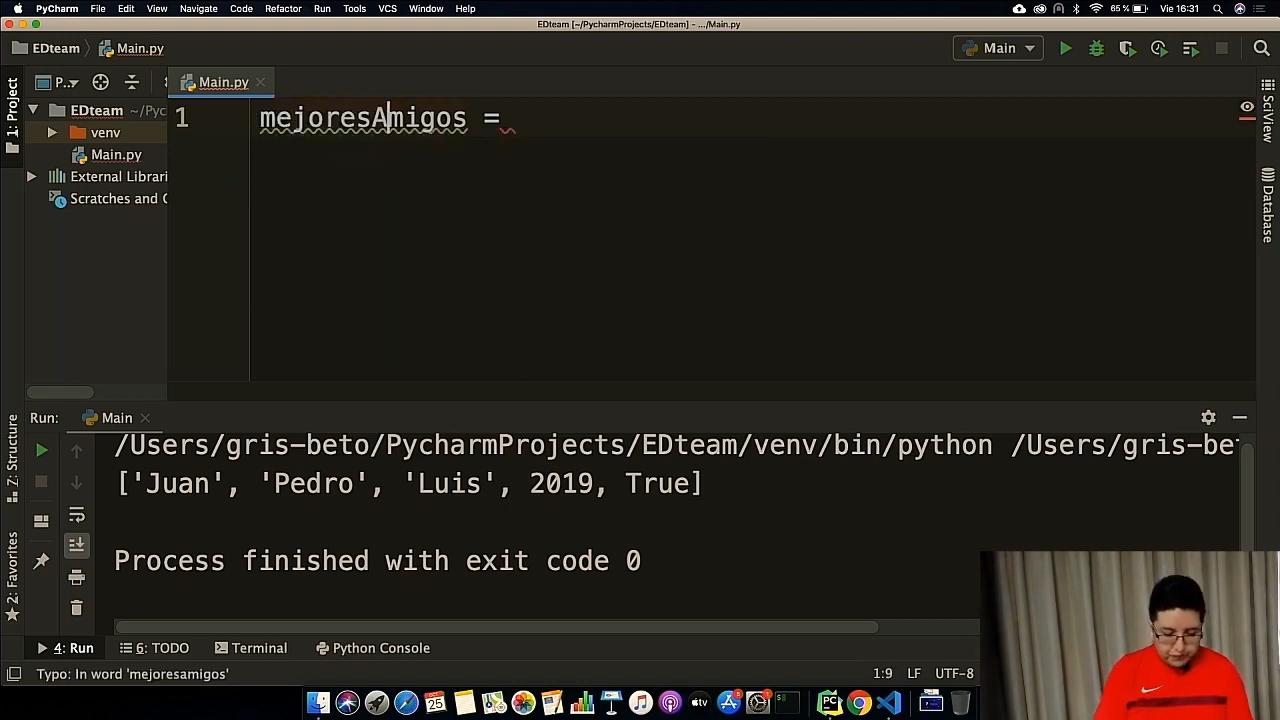 PyCharm File Edit View Navigate Code Refactor Run Tools VCS Window Help 65 % Vie 16:31
EDteam [~/PycharmProjects/EDteam] - .../Main.py
EDteam Main.py Main
1: Project
P.. Main.py
EDteam ~/Pyc
venv
Main.py
External Librari
Scratches and C
1 mejoresAmigos =
SciView
Database
Run: Main
/Users/gris-beto/PycharmProjects/EDteam/venv/bin/python /Users/gris-be
['Juan', 'Pedro', 'Luis', 2019, True]
Process finished with exit code 0
Z: Structure
2: Favorites
4: Run 6: TODO Terminal Python Console
Typo: In word 'mejoresamigos' 1:9 LF UTF-8